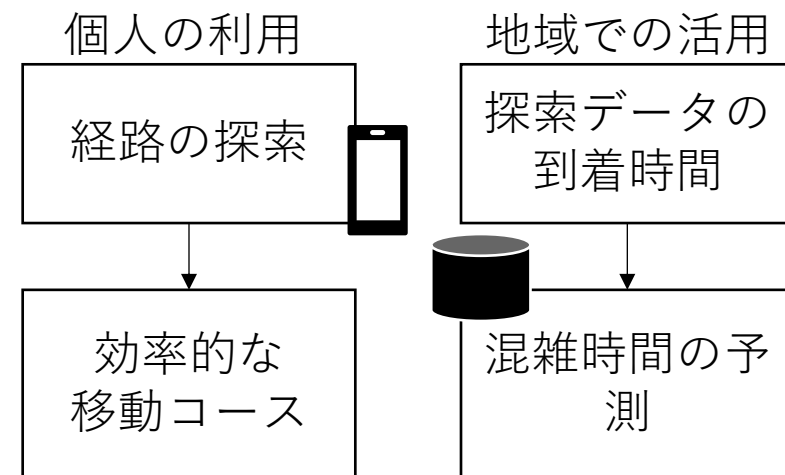 個人の利用
経路の探索
効率的な
移動コース
地域での活用
探索データの
到着時間
混雑時間の予
測